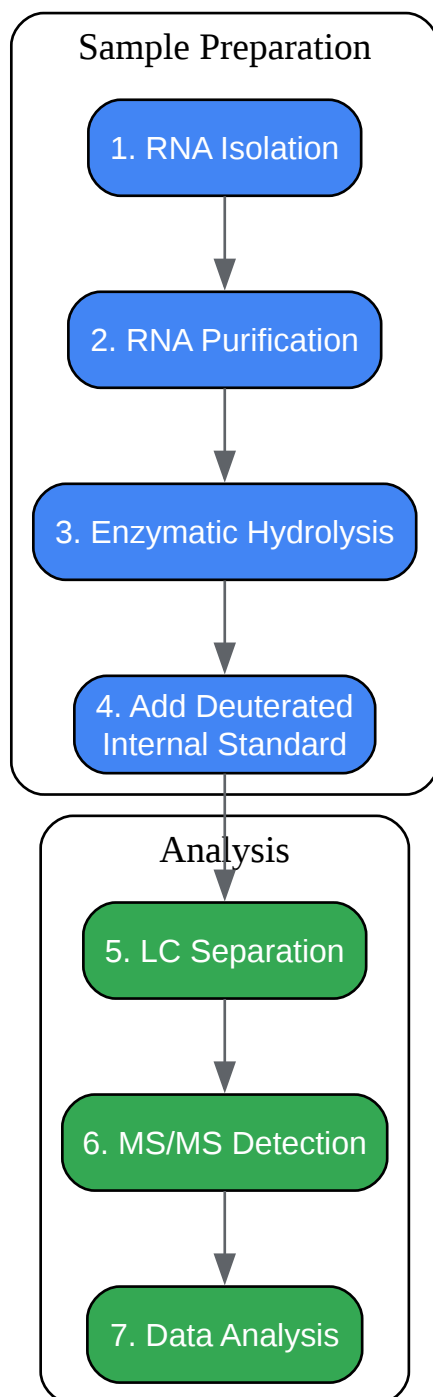 Sample Preparation
1. RNA Isolation
2. RNA Purification
3. Enzymatic Hydrolysis
4. Add Deuterated
Internal Standard
Analysis
5. LC Separation
6. MS/MS Detection
7. Data Analysis